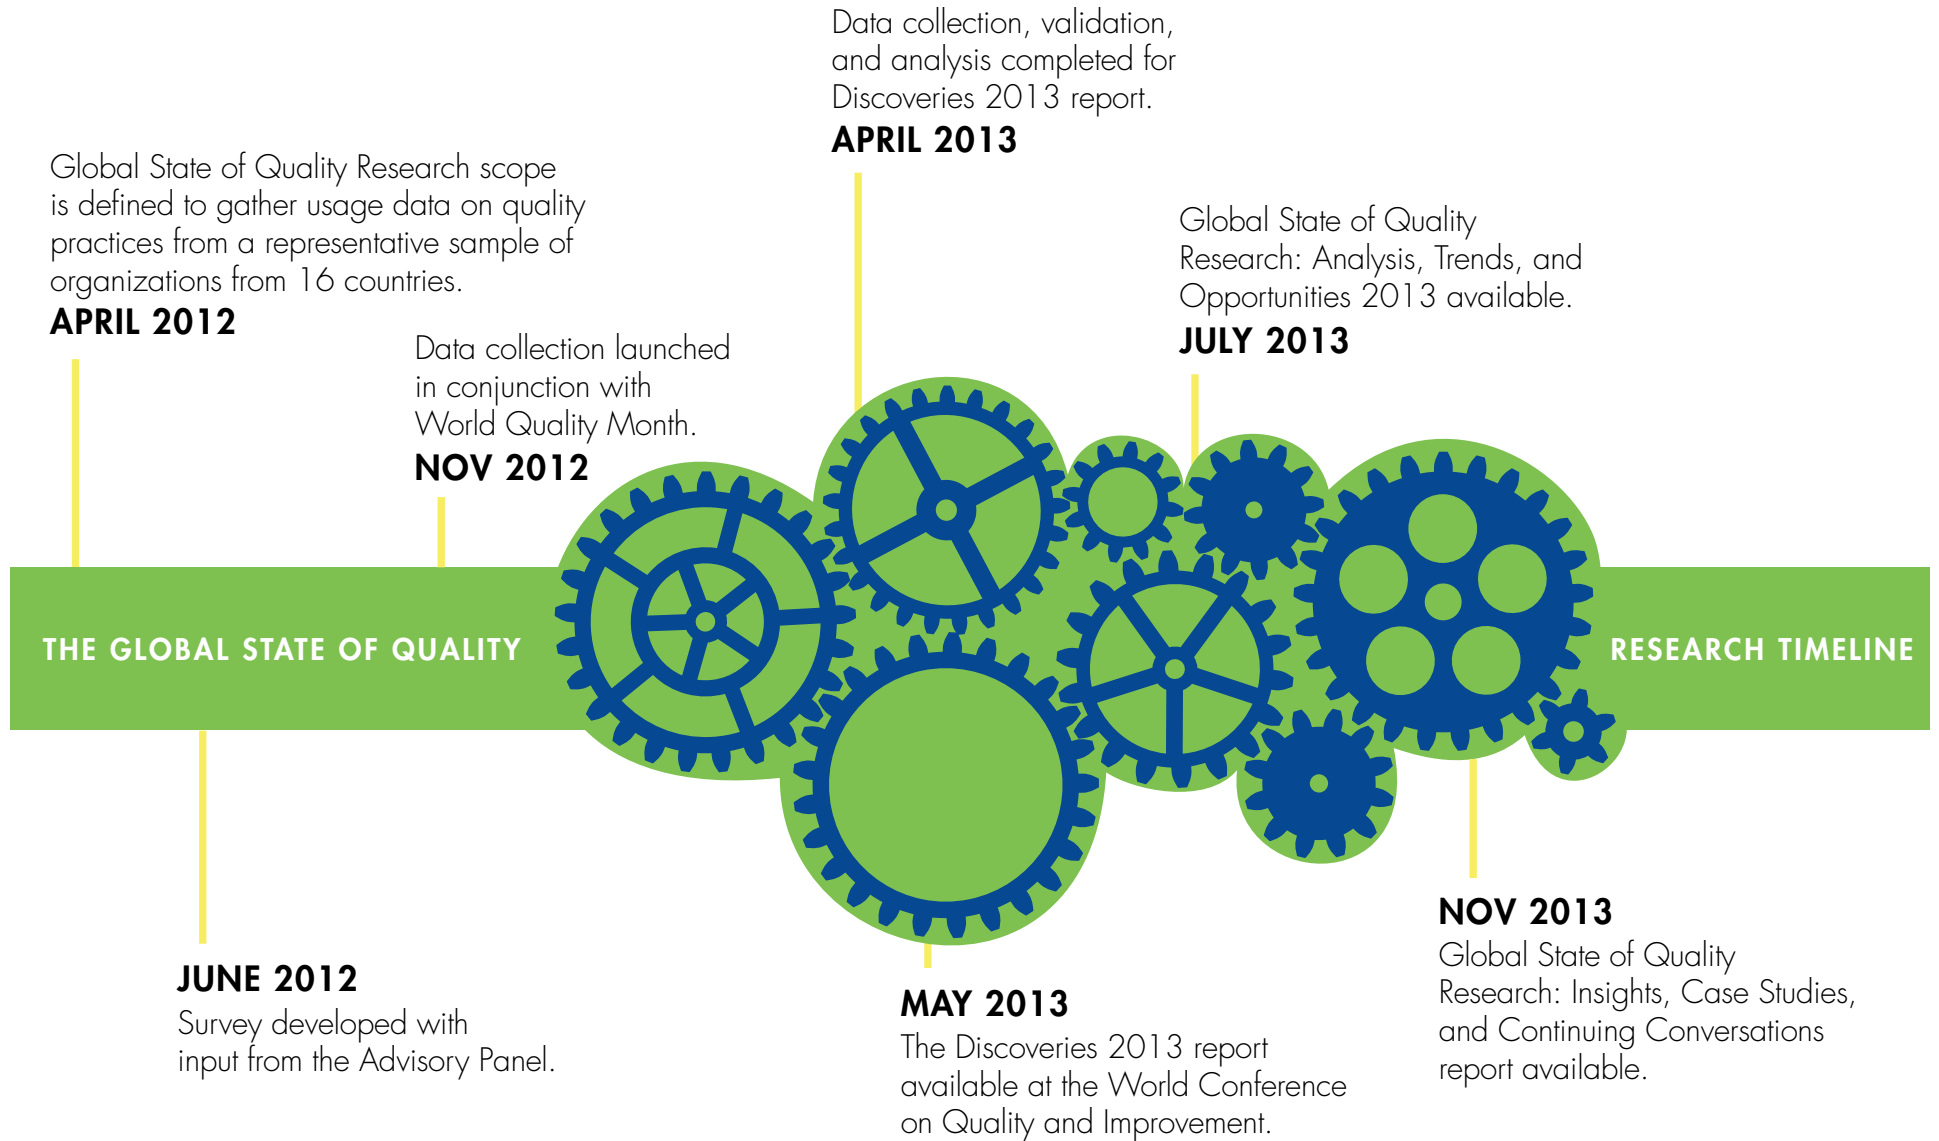 Data collection, validation,
and analysis completed for
Discoveries 2013 report.
APRIL 2013
Global State of Quality Research scope
is defined to gather usage data on quality
practices from a representative sample of
organizations from 16 countries.
APRIL 2012
Global State of Quality
Research: Analysis, Trends, and
Opportunities 2013 available.
JULY 2013
Data collection launched
in conjunction with
World Quality Month.
NOV 2012
THE GLOBAL STATE OF QUALITY
RESEARCH TIMELINE
JUNE 2012
Survey developed with
input from the Advisory Panel.
MAY 2013
The Discoveries 2013 report
available at the World Conference
on Quality and Improvement.
NOV 2013
Global State of Quality
Research: Insights, Case Studies,
and Continuing Conversations
report available.